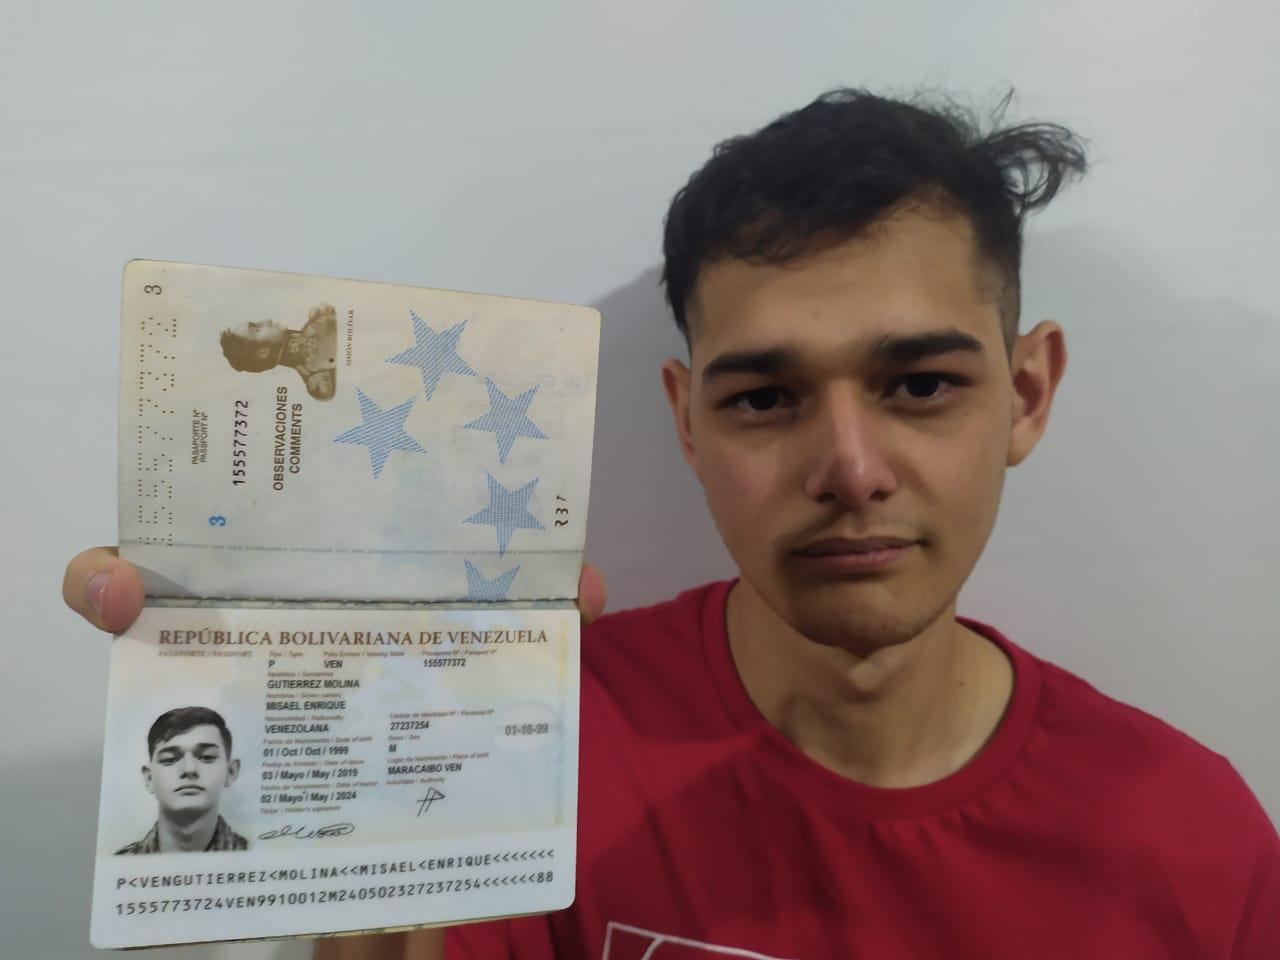 3
SIMÓN BOLÍVAR
PASAPORTE Nº
PASSPORT Nº
155577372
OBSERVACIONES
COMMENTS
3
REPÚBLICA BOLIVARIANA DE VENEZUELA
PASAPORTE / PASSPORT Tipo / Type País Emisor / Issuing State Pasaporte Nº / Passport Nº
P VEN 155577372
Apellidos / Surnames
GUTIERREZ MOLINA
Nombres / Given names
MISAEL ENRIQUE
Nacionalidad / Nationality Cédula de Identidad Nº / Personal Nº
VENEZOLANA 27237254 01-10-99
Fecha de Nacimiento / Date of birth Sexo / Sex
01 / Oct / Oct / 1999 M
Fecha de Emisión / Date of issue Lugar de Nacimiento / Place of birth
03 / Mayo / May / 2019 MARACAIBO VEN
Fecha de Vencimiento / Date of expiry Autoridad / Authority
02 / Mayo / May / 2024
Titular / Holder's signature
P<VENGUTIERREZ<MOLINA<<MISAEL<ENRIQUE<<<<<<<
1555773724VEN9910012M240502327237254<<<<<<88